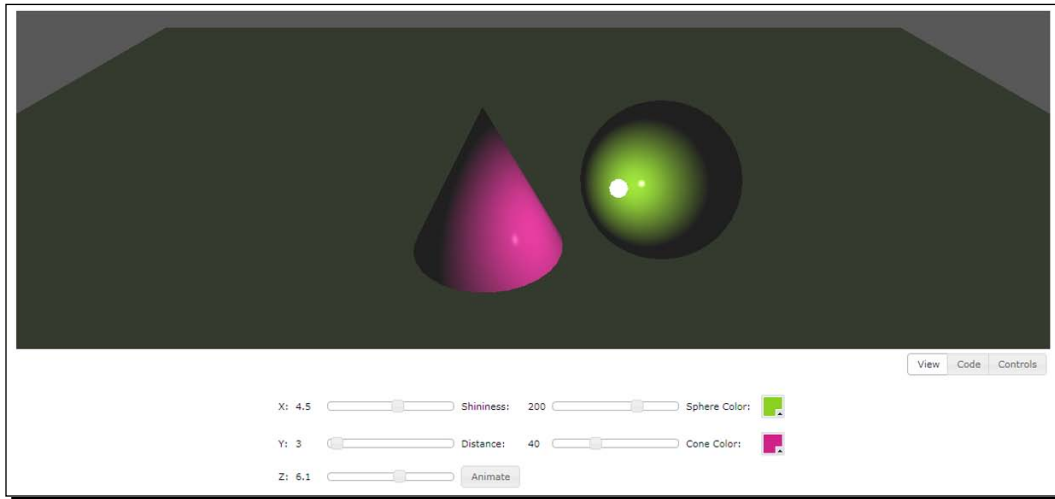 View Code Controls
X: 4.5 Shininess: 200 Sphere Color:
Y: 3 Distance: 40 Cone Color:
Z: 6.1 Animate